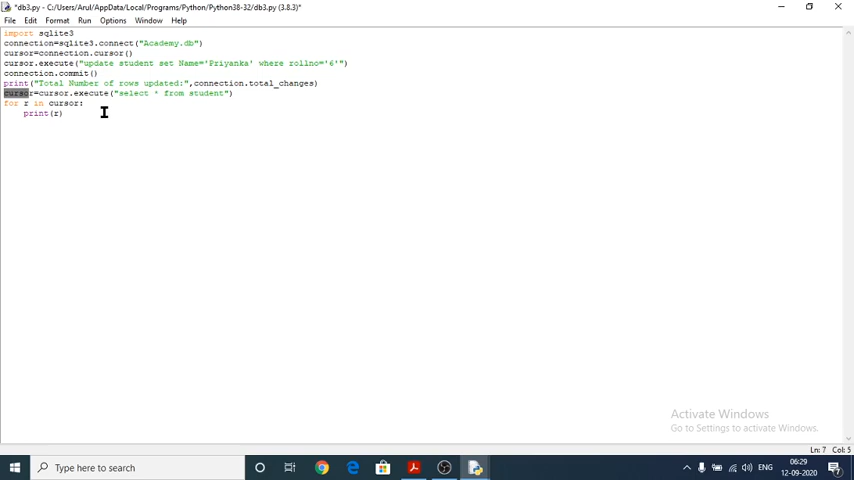 *db3.py - C:/Users/Arul/AppData/Local/Programs/Python/Python38-32/db3.py (3.8.3)*
File Edit Format Run Options Window Help
import sqlite3
connection=sqlite3.connect("Academy.db")
cursor=connection.cursor()
cursor.execute("update student set Name='Priyanka' where rollno='6'")
connection.commit()
print("Total Number of rows updated:",connection.total_changes)
cursor=cursor.execute("select * from student")
for r in cursor:
    print(r)
Activate Windows
Go to Settings to activate Windows.
Ln: 7 Col: 5
Type here to search
ENG
06:29
12-09-2020
7